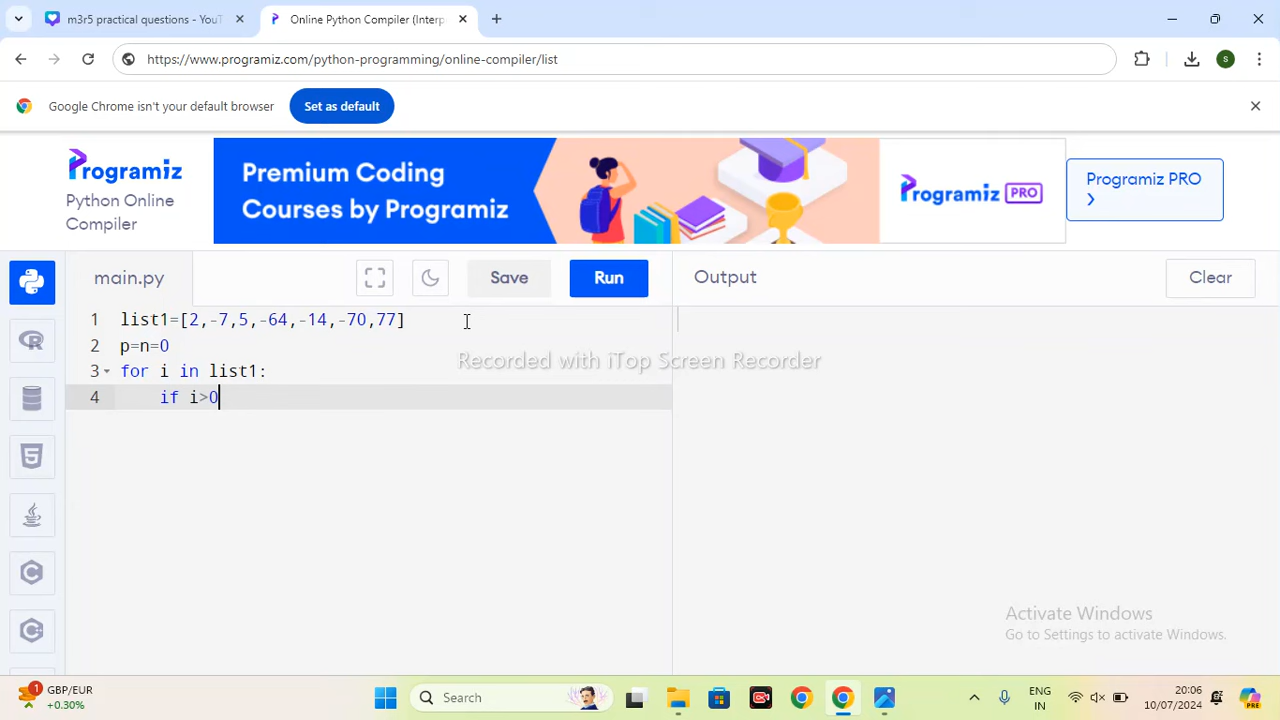 m3r5 practical questions - YouT
Online Python Compiler (Interp
https://www.programiz.com/python-programming/online-compiler/list
S
Google Chrome isn't your default browser
Set as default
Programiz
Python Online
Compiler
Premium Coding
Courses by Programiz
Programiz PRO
Programiz PRO
main.py
Save
Run
Output
Clear
1 list1=[2,-7,5,-64,-14,-70,77]
2 p=n=0
3 for i in list1:
4 if i>0
Recorded with iTop Screen Recorder
Activate Windows
Go to Settings to activate Windows.
1
GBP/EUR
+0.30%
Search
ENG
IN
20:06
10/07/2024
PRE